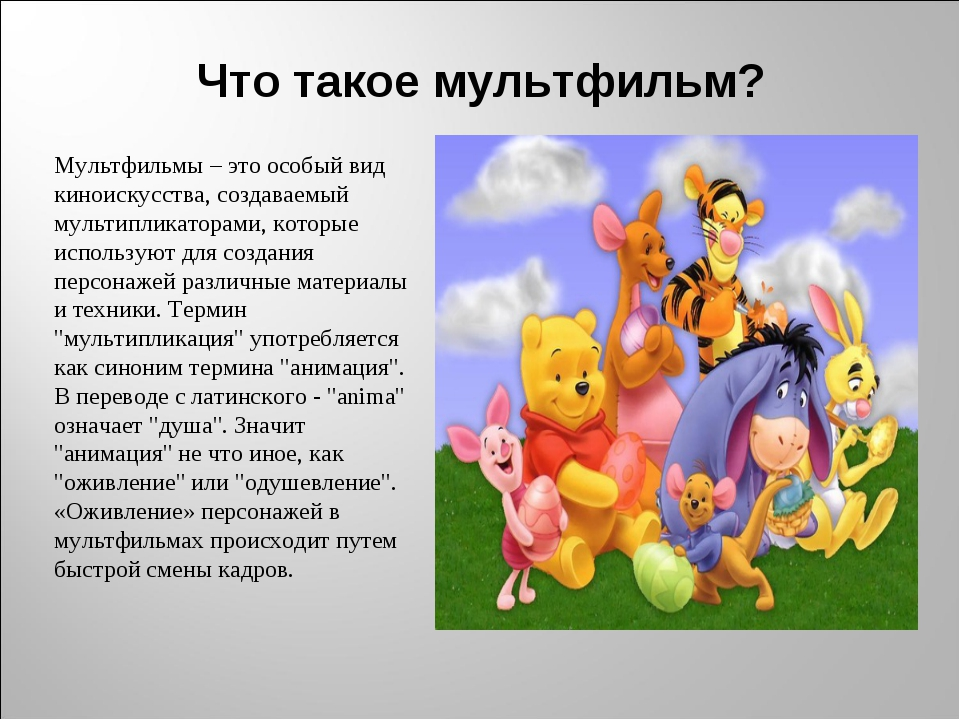 Что такое мультфильм?
Мультфильмы – это особый вид
киноискусства, создаваемый
мультипликаторами, которые
используют для создания
персонажей различные материалы
и техники. Термин
"мультипликация" употребляется
как синоним термина "анимация".
В переводе с латинского - "anima"
означает "душа". Значит
"анимация" не что иное, как
"оживление" или "одушевление".
«Оживление» персонажей в
мультфильмах происходит путем
быстрой смены кадров.